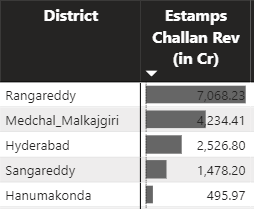 District
Estamps
Challan Rev
(in Cr)
Rangareddy 7,068.23
Medchal_Malkajgiri 4,234.41
Hyderabad 2,526.80
Sangareddy 1,478.20
Hanumakonda 495.97